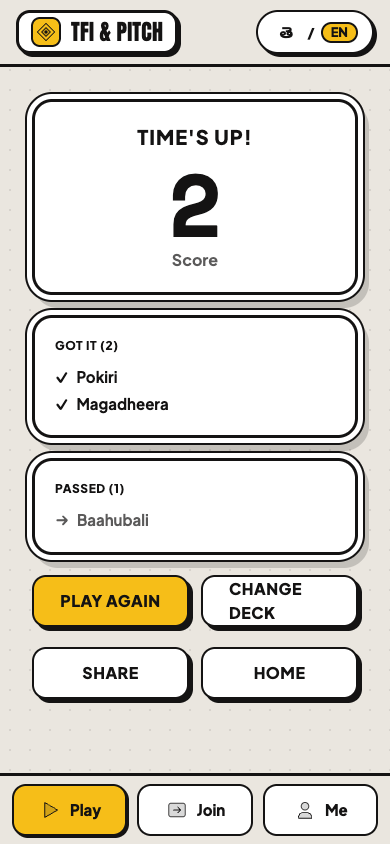 TFI & PITCH
తె / EN
TIME'S UP!
2
Score
GOT IT (2)
✓ Pokiri
✓ Magadheera
PASSED (1)
→ Baahubali
PLAY AGAIN
CHANGE
DECK
SHARE
HOME
Play
Join
Me